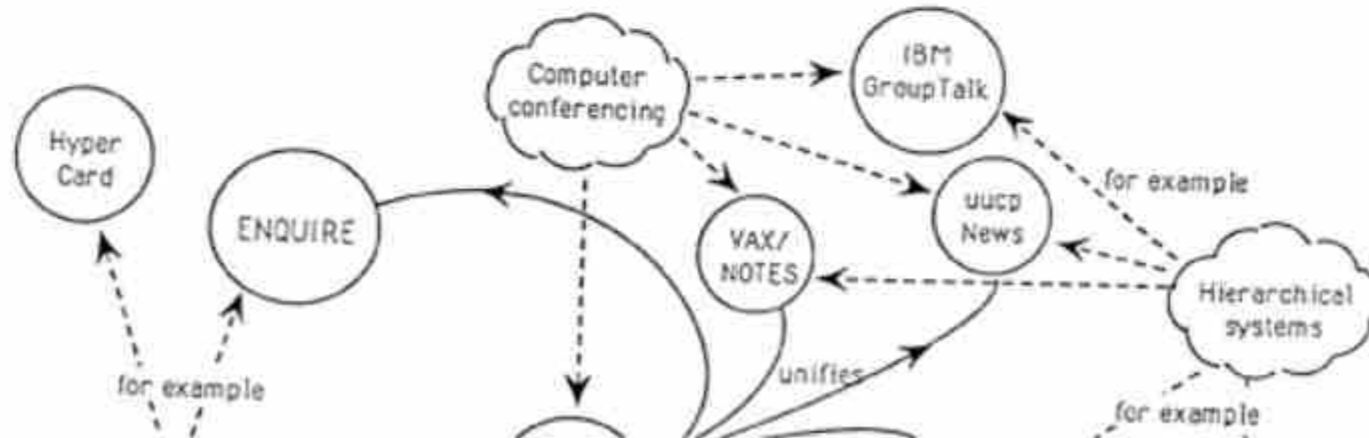 IBM
GroupTalk
Computer
conferencing
Hyper
Card
for example
uucp
News
ENQUIRE
VAX/
NOTES
Hierarchical
systems
unifies
for example
for example